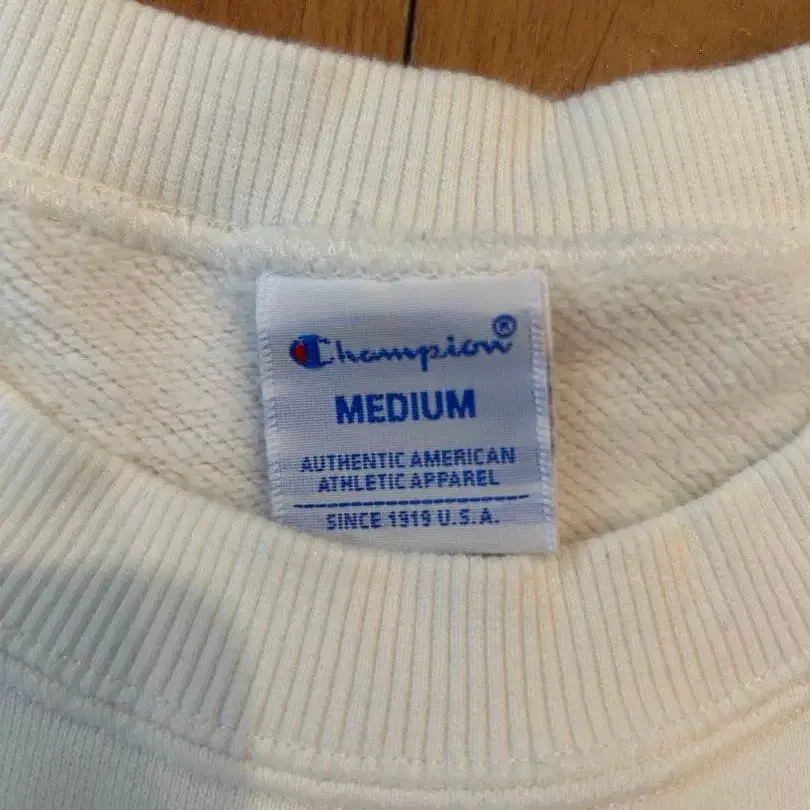 Champion®
MEDIUM
AUTHENTIC AMERICAN
ATHLETIC APPAREL
SINCE 1919 U.S.A.